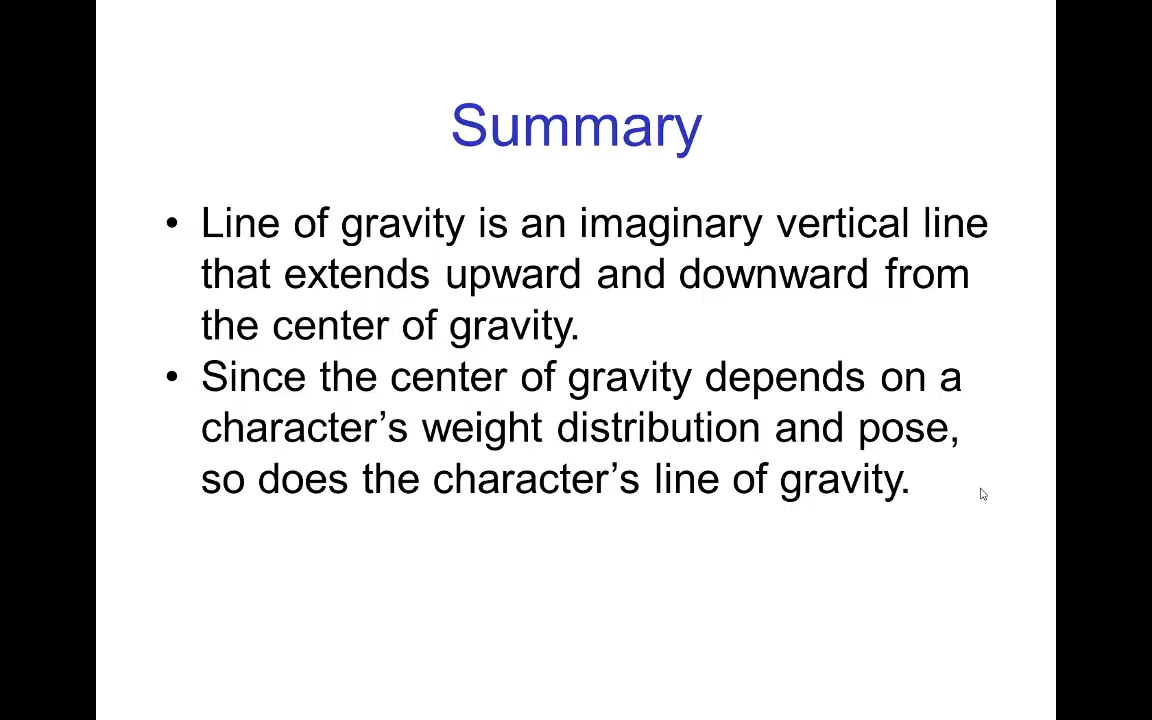 Summary
• Line of gravity is an imaginary vertical line
that extends upward and downward from
the center of gravity.
• Since the center of gravity depends on a
character’s weight distribution and pose,
so does the character’s line of gravity.